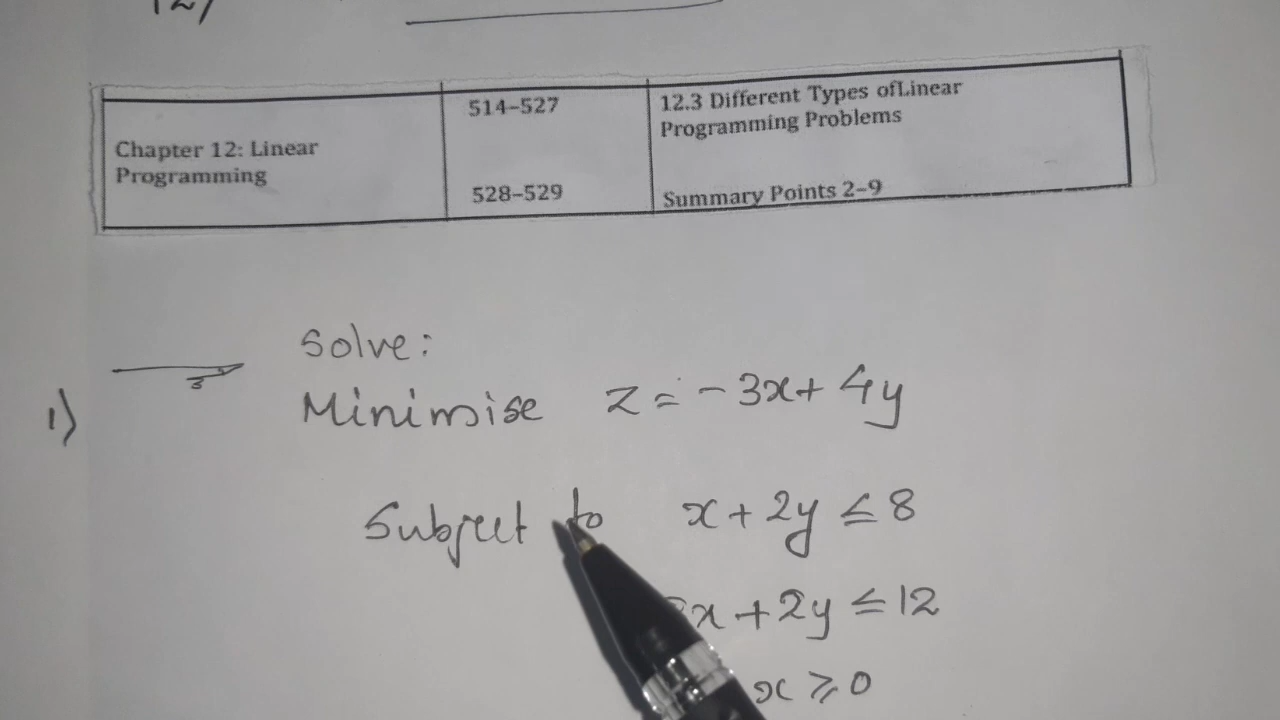 514-527
12.3 Different Types ofLinear
Programming Problems
Chapter 12: Linear
Programming
528-529
Summary Points 2-9
Solve:
1)
Minimise Z = -3x + 4y
Subject to x + 2y ≤ 8
x + 2y ≤ 12
x ≥ 0